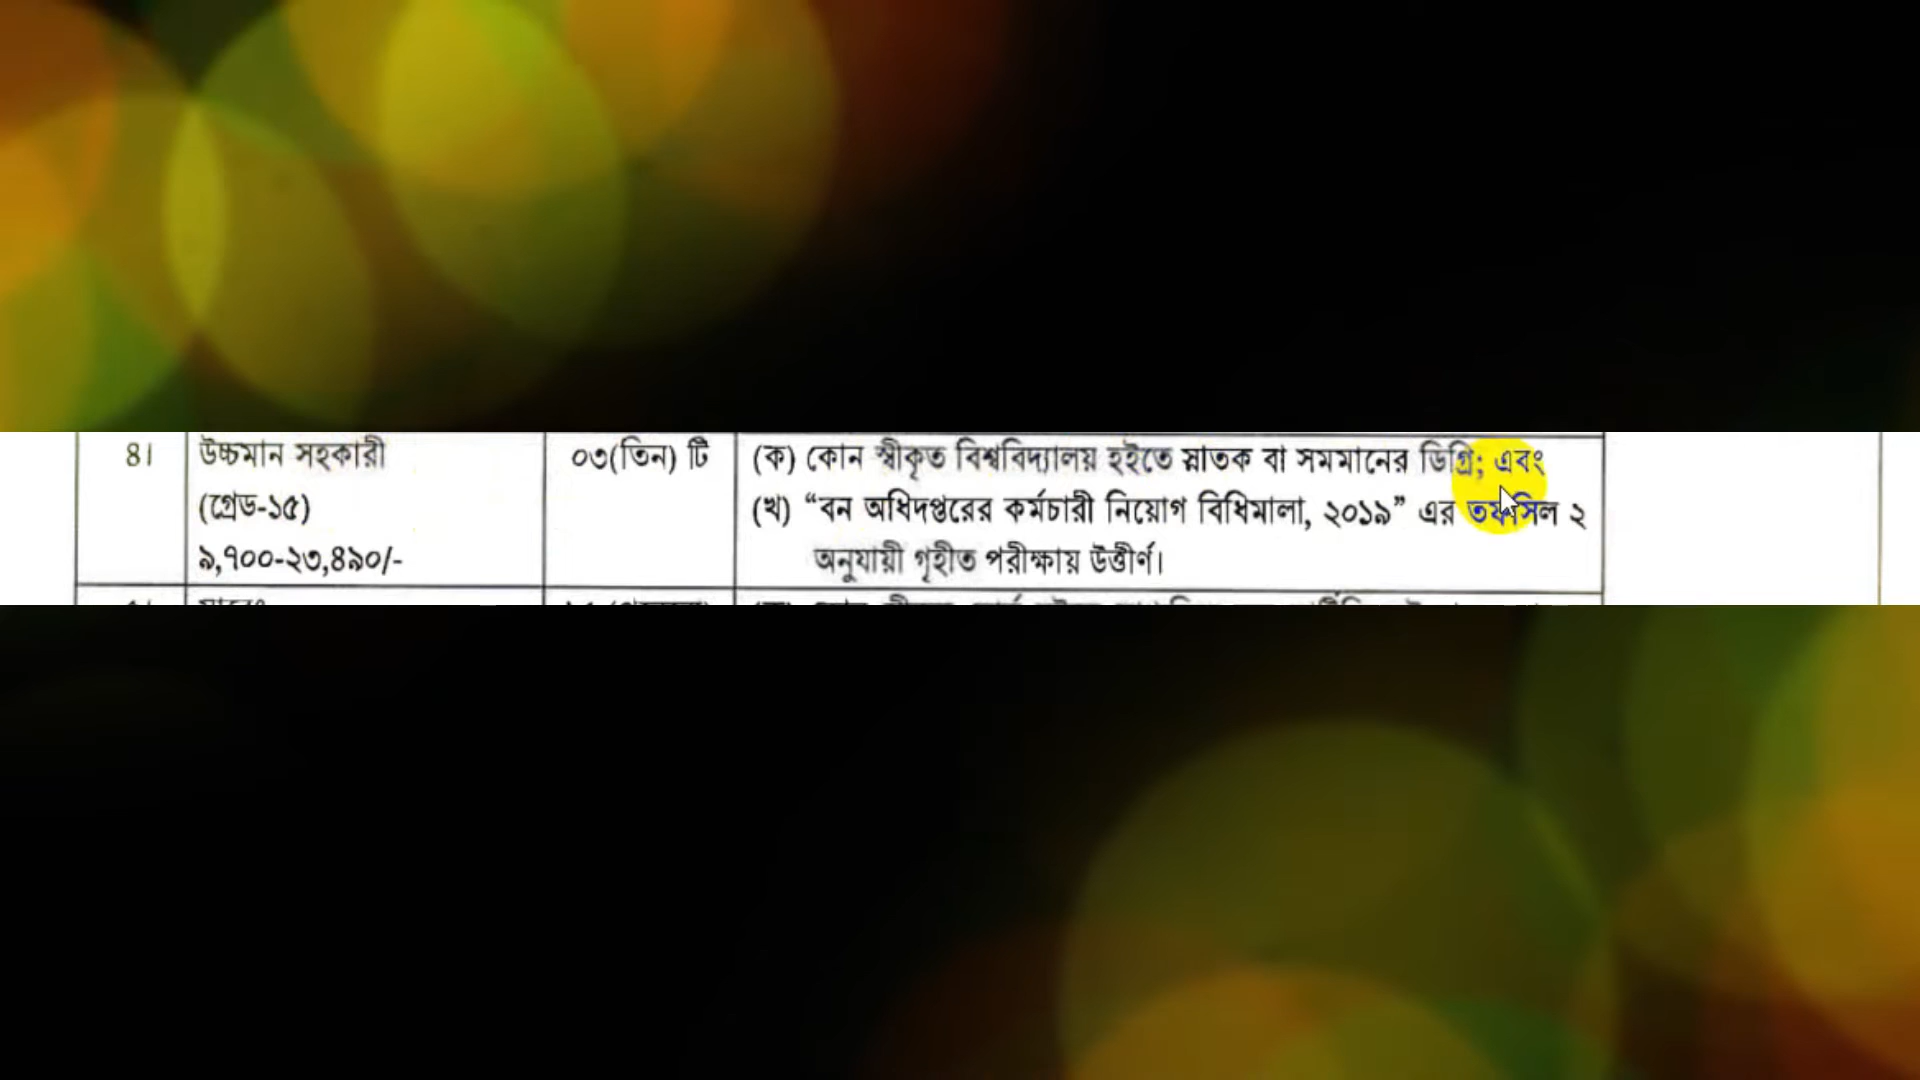 ৪। উচ্চমান সহকারী ০৩(তিন) টি (ক) কোন স্বীকৃত বিশ্ববিদ্যালয় হইতে স্নাতক বা সমমানের ডিগ্রি; এবং
(গ্রেড-১৫) (খ) “বন অধিদপ্তরের কর্মচারী নিয়োগ বিধিমালা, ২০১৯” এর তফসিল ২
৯,৭০০-২৩,৪৯০/- অনুযায়ী গৃহীত পরীক্ষায় উত্তীর্ণ।